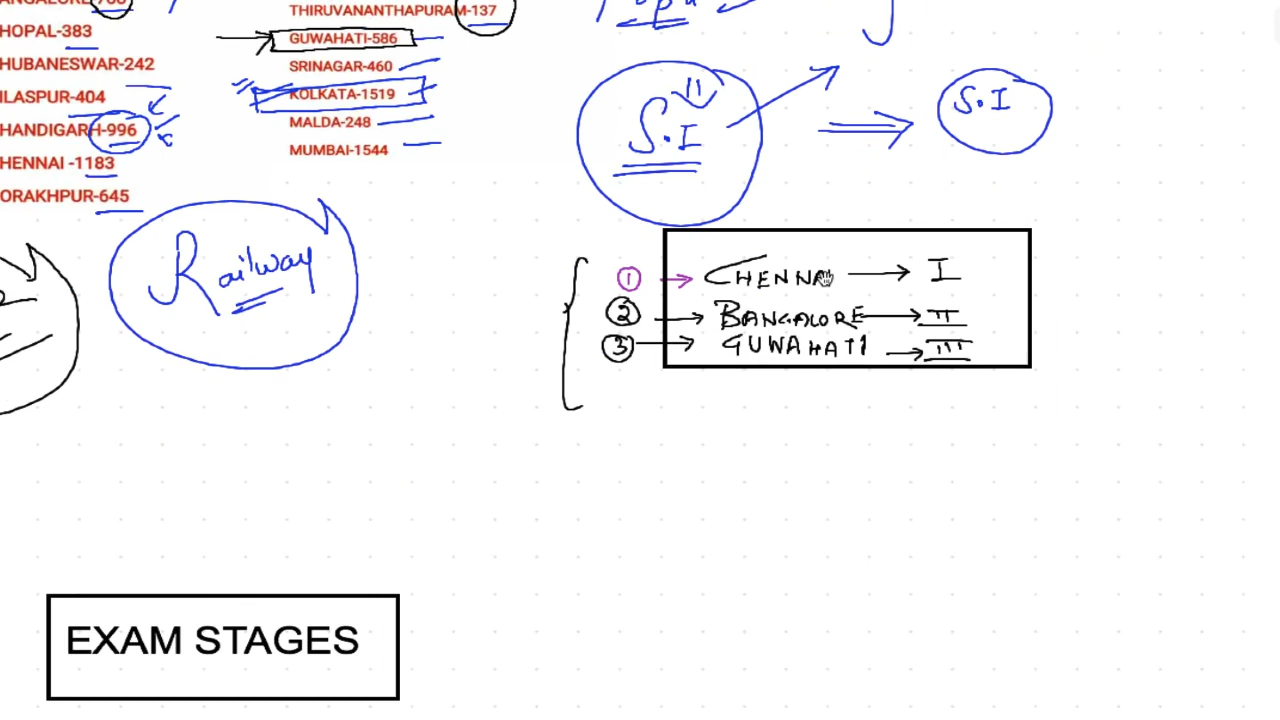 THIRUVANANTHAPURAM-137
HOPAL-383
GUWAHATI-586
HUBANESWAR-242
SRINAGAR-460
ILASPUR-404
KOLKATA-1519
HANDIGARH-996
MALDA-248
HENNAI -1183
MUMBAI-1544
ORAKHPUR-645
S.I
S.I
Railway
① → CHENNAI → I
② → BANGALORE → II
③ → GUWAHATI → III
EXAM STAGES